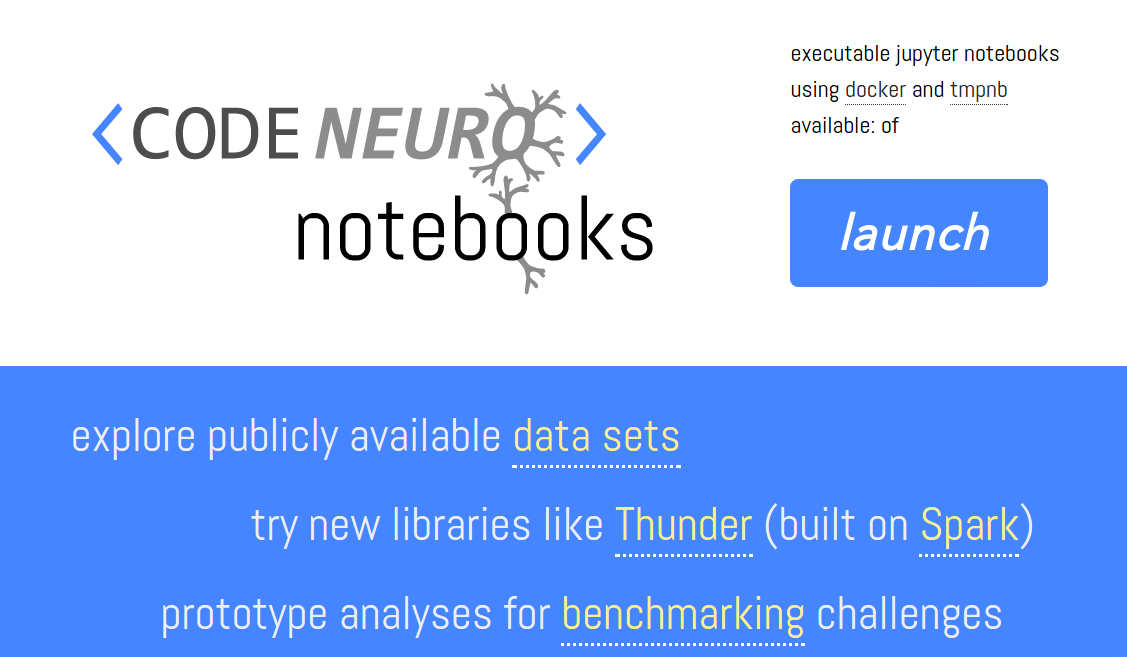 <CODE NEURO>
notebooks
executable jupyter notebooks
using docker and tmpnb
available: of
launch
explore publicly available data sets
try new libraries like Thunder (built on Spark)
prototype analyses for benchmarking challenges